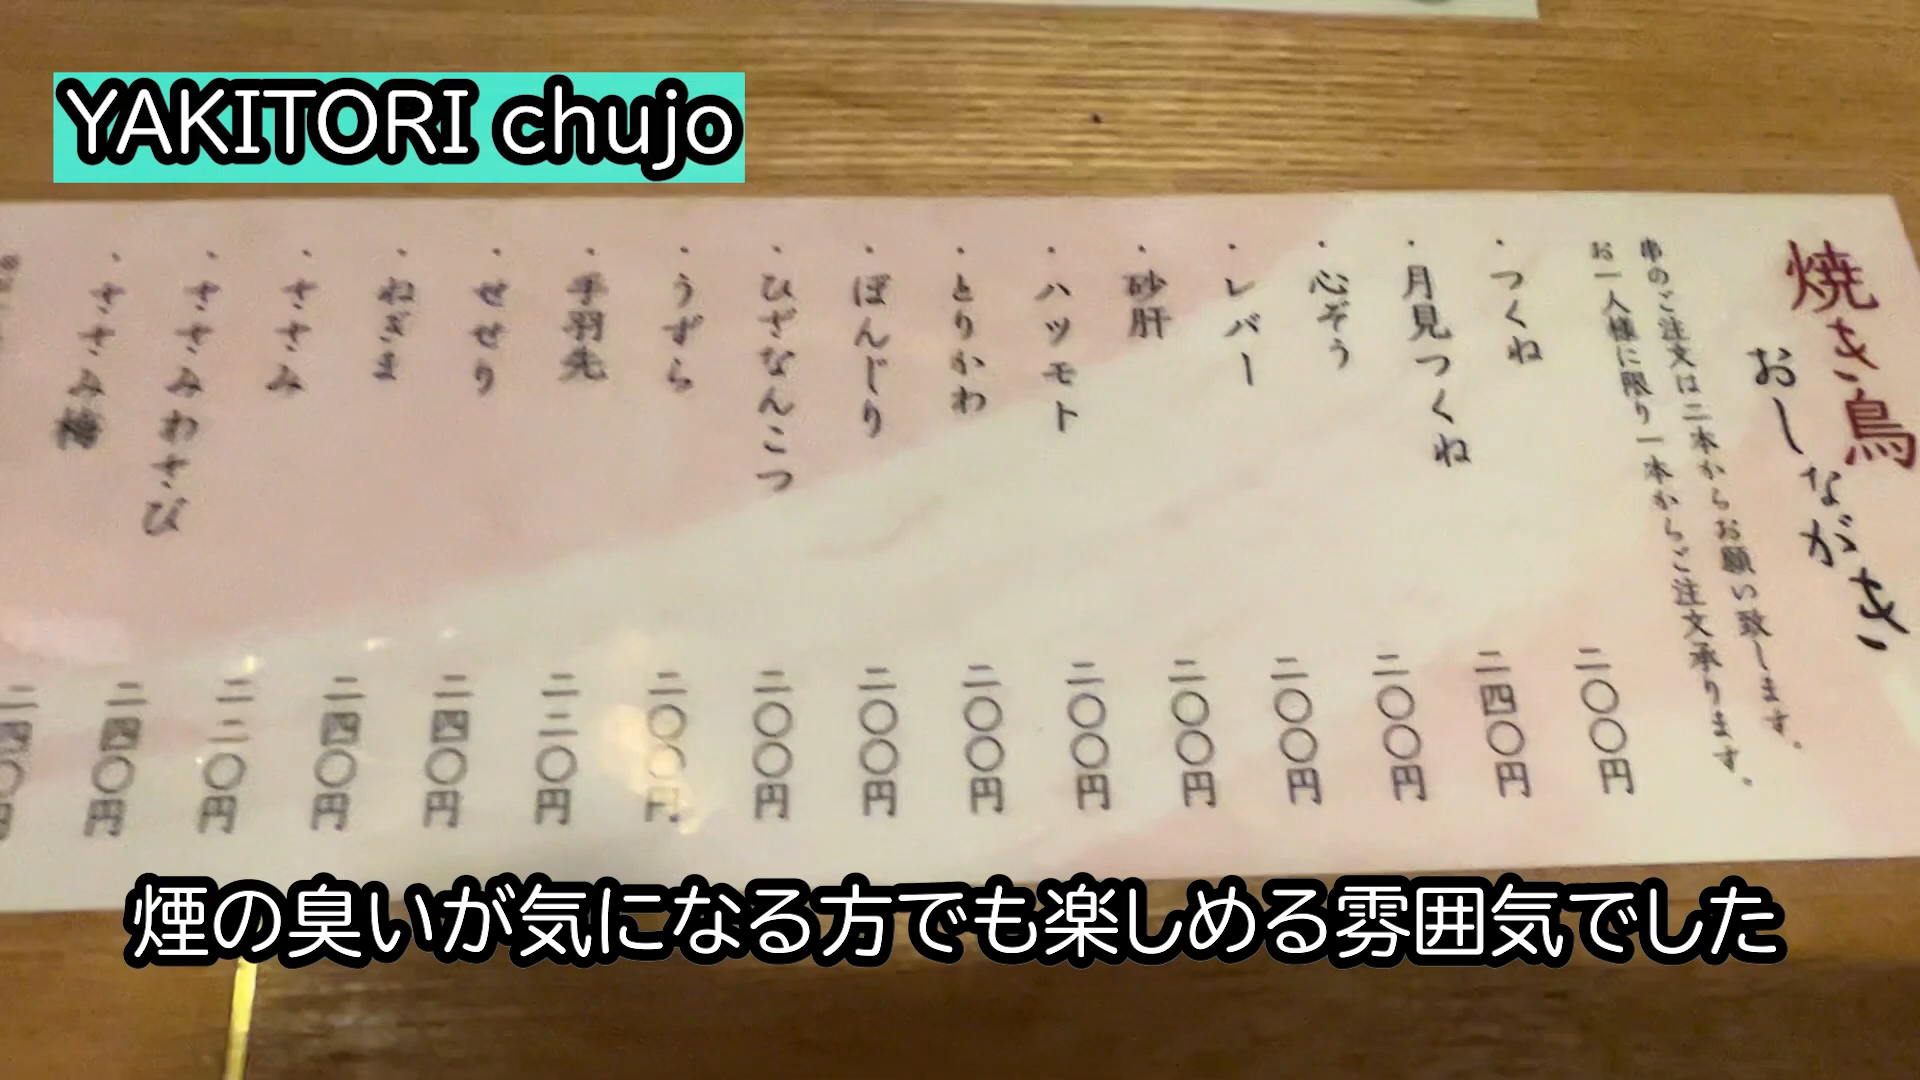 YAKITORI chujo
焼き鳥
おしながき
串のご注文は二本からお願い致します。
お一人様に限り一本からご注文承ります。
・つくね 二〇〇円
・月見つくね 二四〇円
・心ぞう 二〇〇円
・レバー 二〇〇円
・砂肝 二〇〇円
・ハツモト 二〇〇円
・とりかわ 二〇〇円
・ぼんじり 二〇〇円
・ひざなんこつ 二〇〇円
・うずら 二〇〇円
・手羽先 二二〇円
・せせり 二四〇円
・ねぎま 二四〇円
・ささみ 二二〇円
・ささみわさび 二四〇円
・ささみ梅 二四〇円
煙の臭いが気になる方でも楽しめる雰囲気でした